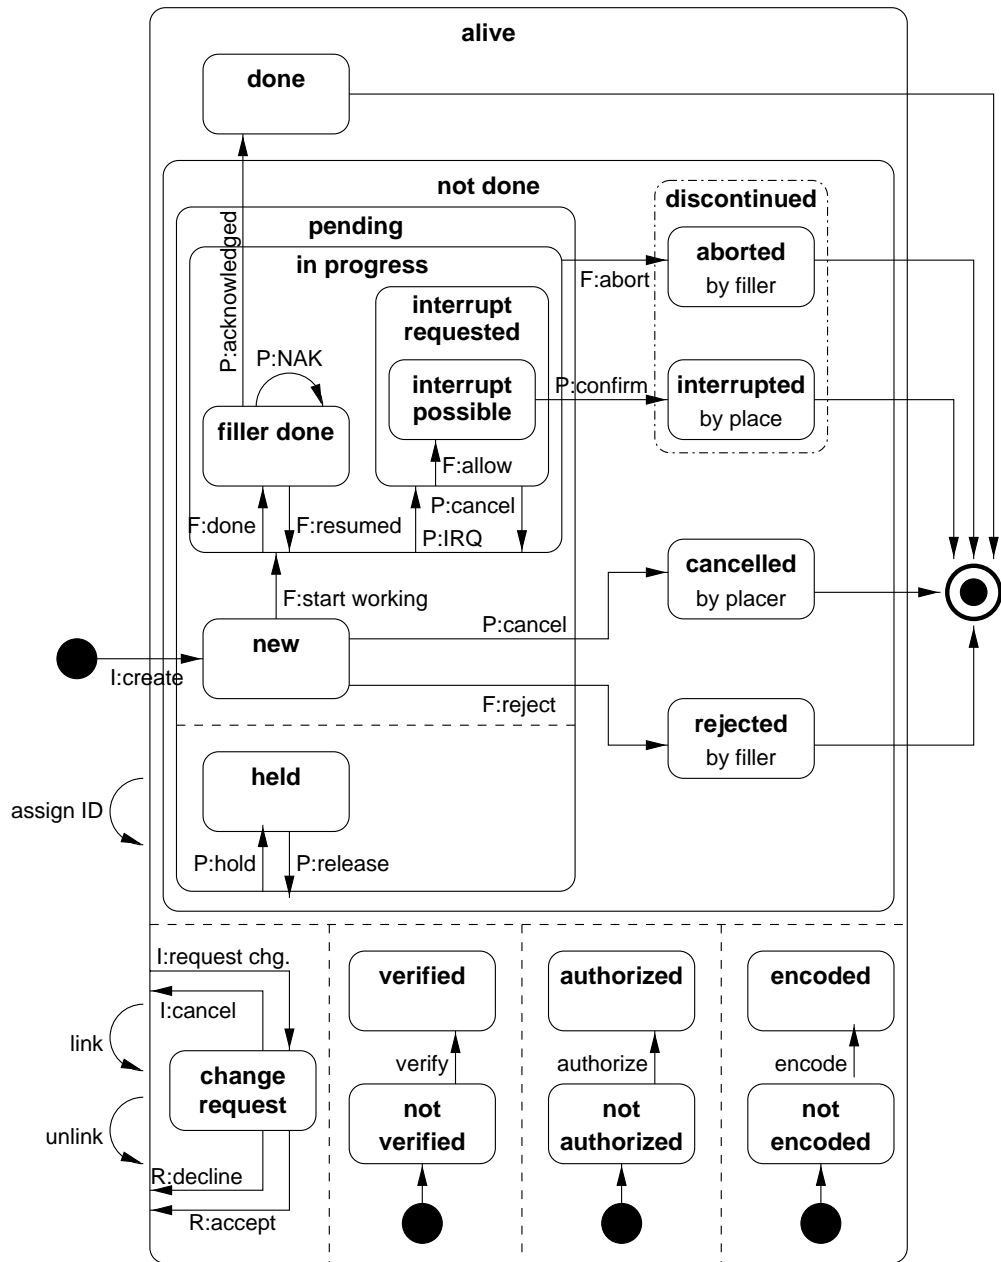 alive
done
not done
discontinued
pending
aborted
by filler
in progress
F:abort
P:acknowledged
interrupt
requested
P:NAK
interrupt
possible
P:confirm
interrupted
by place
filler done
F:allow
P:cancel
F:done
F:resumed
P:IRQ
cancelled
by placer
F:start working
new
P:cancel
I:create
F:reject
rejected
by filler
held
assign ID
P:hold
P:release
I:request chg.
verified
authorized
encoded
I:cancel
link
verify
authorize
encode
change
request
not
verified
not
authorized
not
encoded
unlink
R:decline
R:accept